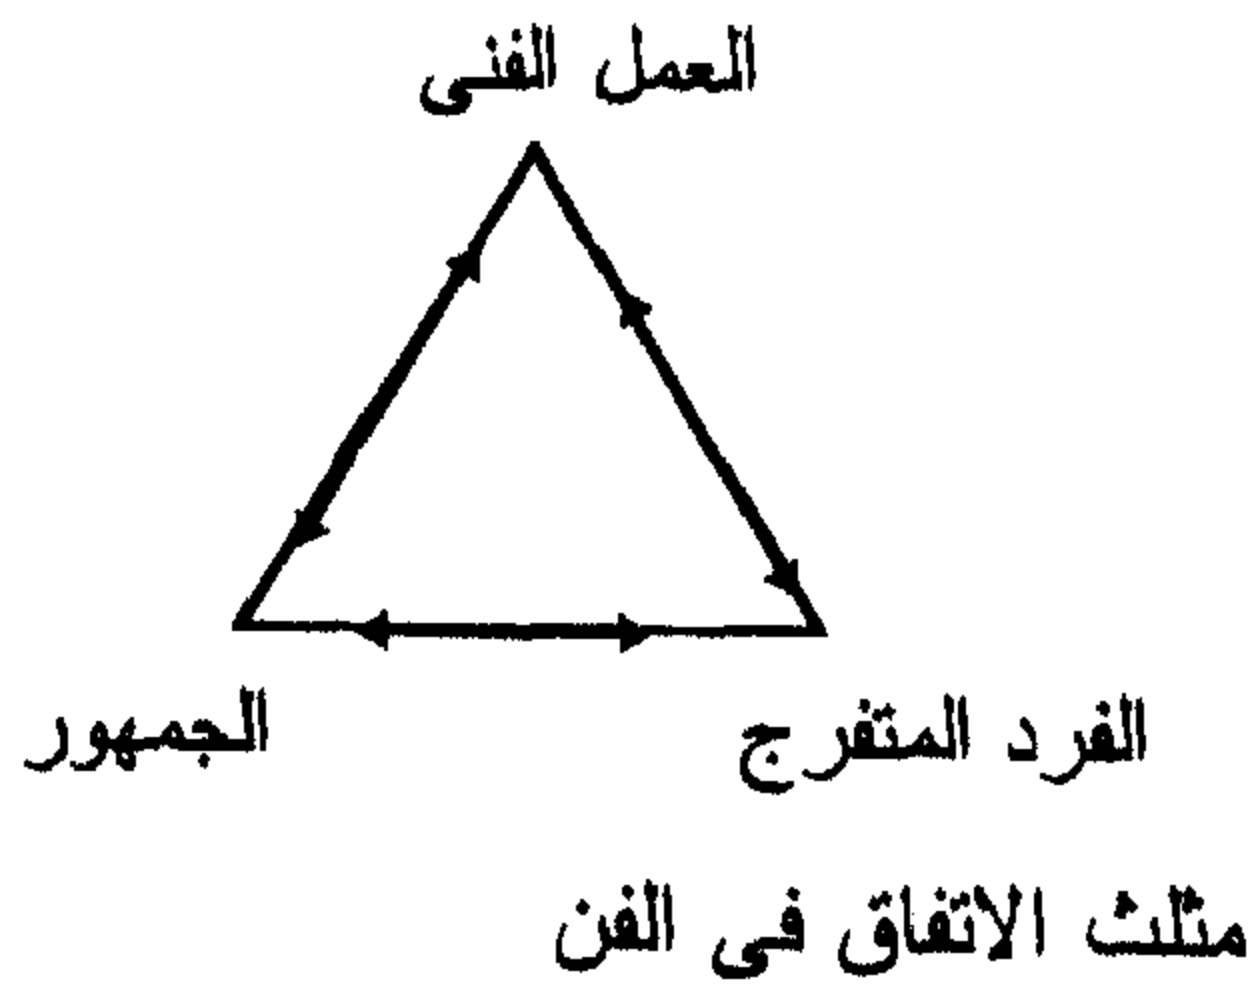 العمل الفنى
الفرد المتفرج
الجمهور
مثلث الاتفاق فى الفن